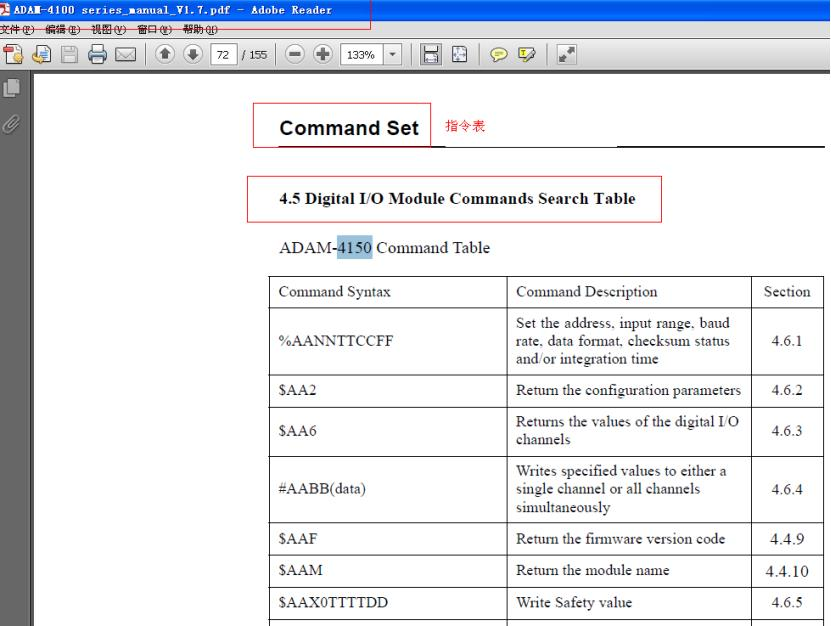 ADAM-4100 series_manual_V1.7.pdf - Adobe Reader
文件(F) 编辑(E) 视图(V) 窗口(W) 帮助(H)
72 / 155 133%
Command Set 指令表
4.5 Digital I/O Module Commands Search Table
ADAM-4150 Command Table
Command Syntax Command Description Section
%AANNTTCCFF Set the address, input range, baud
rate, data format, checksum status
and/or integration time 4.6.1
$AA2 Return the configuration parameters 4.6.2
$AA6 Returns the values of the digital I/O
channels 4.6.3
#AABB(data) Writes specified values to either a
single channel or all channels
simultaneously 4.6.4
$AAF Return the firmware version code 4.4.9
$AAM Return the module name 4.4.10
$AAX0TTTTDD Write Safety value 4.6.5